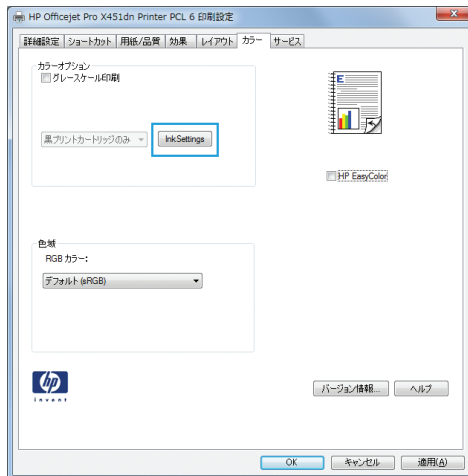 HP Officejet Pro X451dn Printer PCL 6 印刷設定
詳細設定 ショートカット 用紙/品質 効果 レイアウト カラー サービス
カラーオプション
グレースケール印刷
黒プリントカートリッジのみ InkSettings
E
HP EasyColor
色域
RGB カラー:
デフォルト (sRGB)
hp
invent
バージョン情報... ヘルプ
OK キャンセル 適用(A)